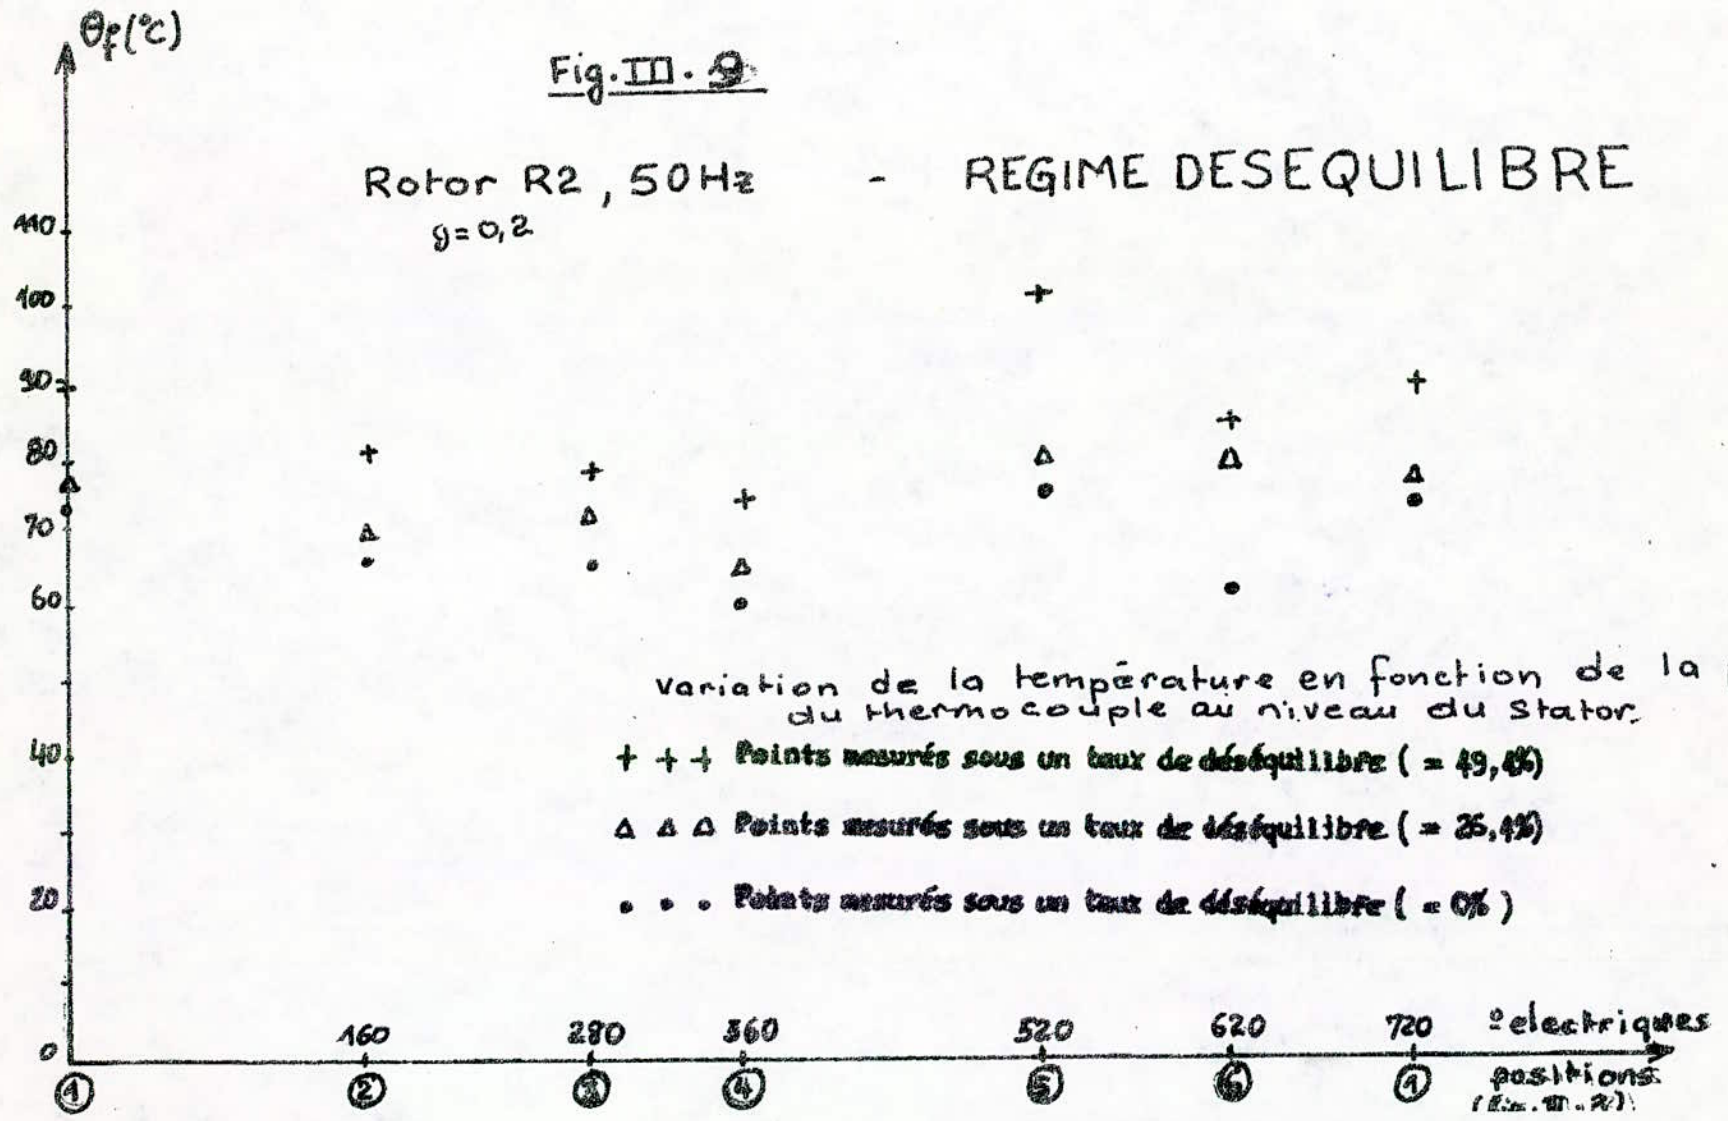 θf(°C)
Fig.III.9
Rotor R2, 50Hz - REGIME DESEQUILIBRE
g=0,2
110
100
90
80
70
60
variation de la température en fonction de la
du thermocouple au niveau du Stator.
40 + + + Points mesurés sous un taux de déséquilibre ( = 49,4%)
Δ Δ Δ Points mesurés sous un taux de déséquilibre ( = 26,4%)
20 • • • Points mesurés sous un taux de déséquilibre ( = 0% )
160 280 360 520 620 720 °electriques
0
① ② ③ ④ ⑤ ⑥ ① positions